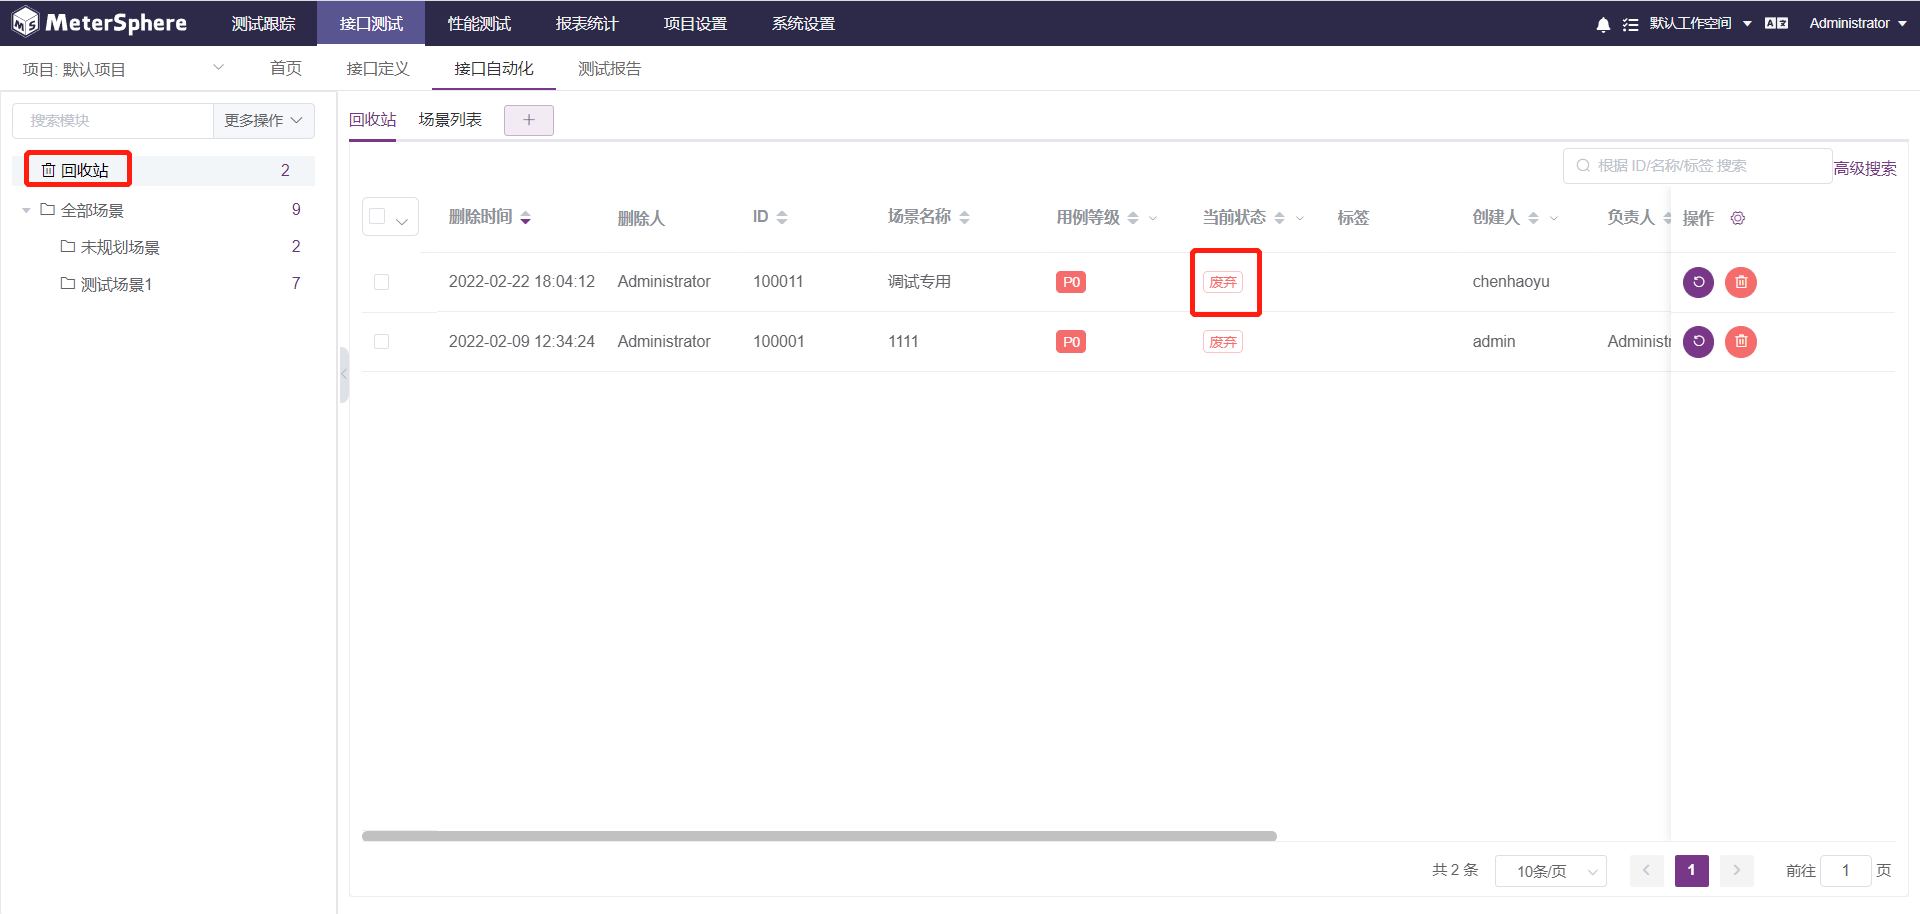 MeterSphere 测试跟踪 接口测试 性能测试 报表统计 项目设置 系统设置 默认工作空间 Administrator
项目: 默认项目 首页 接口定义 接口自动化 测试报告
搜索模块 更多操作
回收站 2
全部场景 9
未规划场景 2
测试场景1 7
回收站 场景列表 +
根据 ID/名称/标签 搜索 高级搜索
删除时间 删除人 ID 场景名称 用例等级 当前状态 标签 创建人 负责人 操作
2022-02-22 18:04:12 Administrator 100011 调试专用 P0 废弃 chenhaoyu
2022-02-09 12:34:24 Administrator 100001 1111 P0 废弃 admin Administr
共 2 条 10条/页 1 前往 1 页